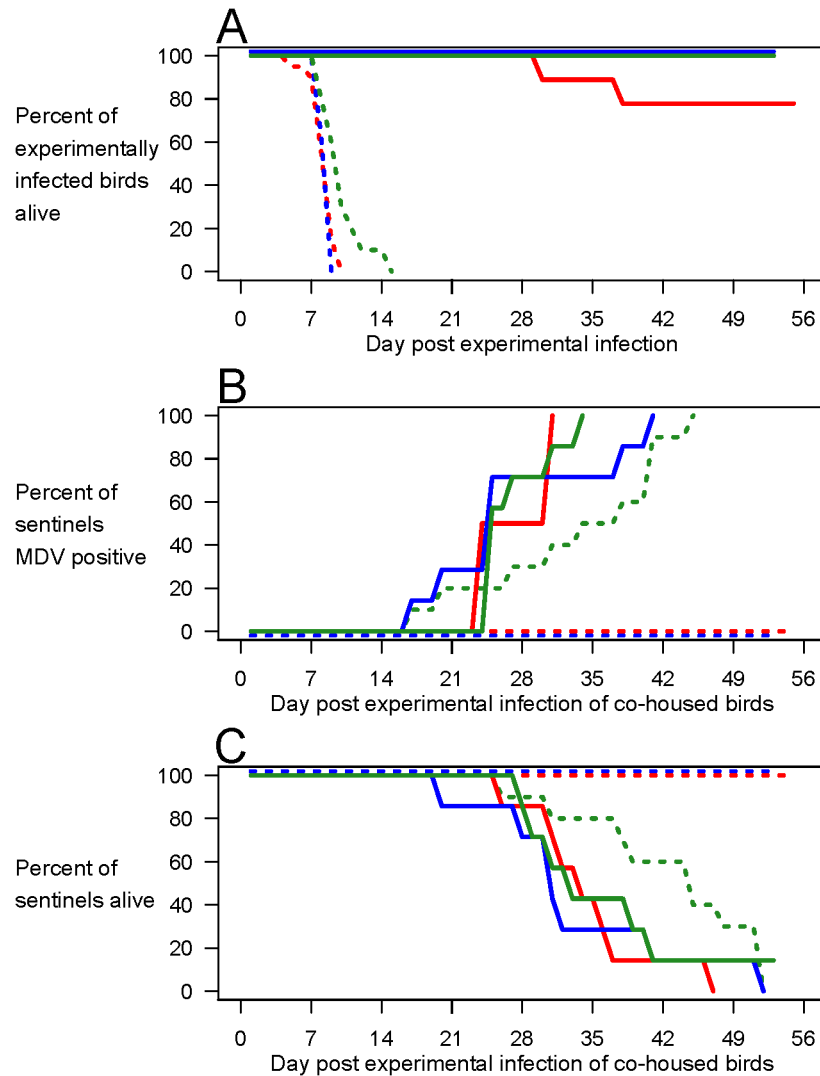 A
100
80
60
40
20
0
Percent of
experimentally
infected birds
alive
0 7 14 21 28 35 42 49 56
Day post experimental infection
B
100
80
60
40
20
0
Percent of
sentinels
MDV positive
0 7 14 21 28 35 42 49 56
Day post experimental infection of co-housed birds
C
100
80
60
40
20
0
Percent of
sentinels alive
0 7 14 21 28 35 42 49 56
Day post experimental infection of co-housed birds